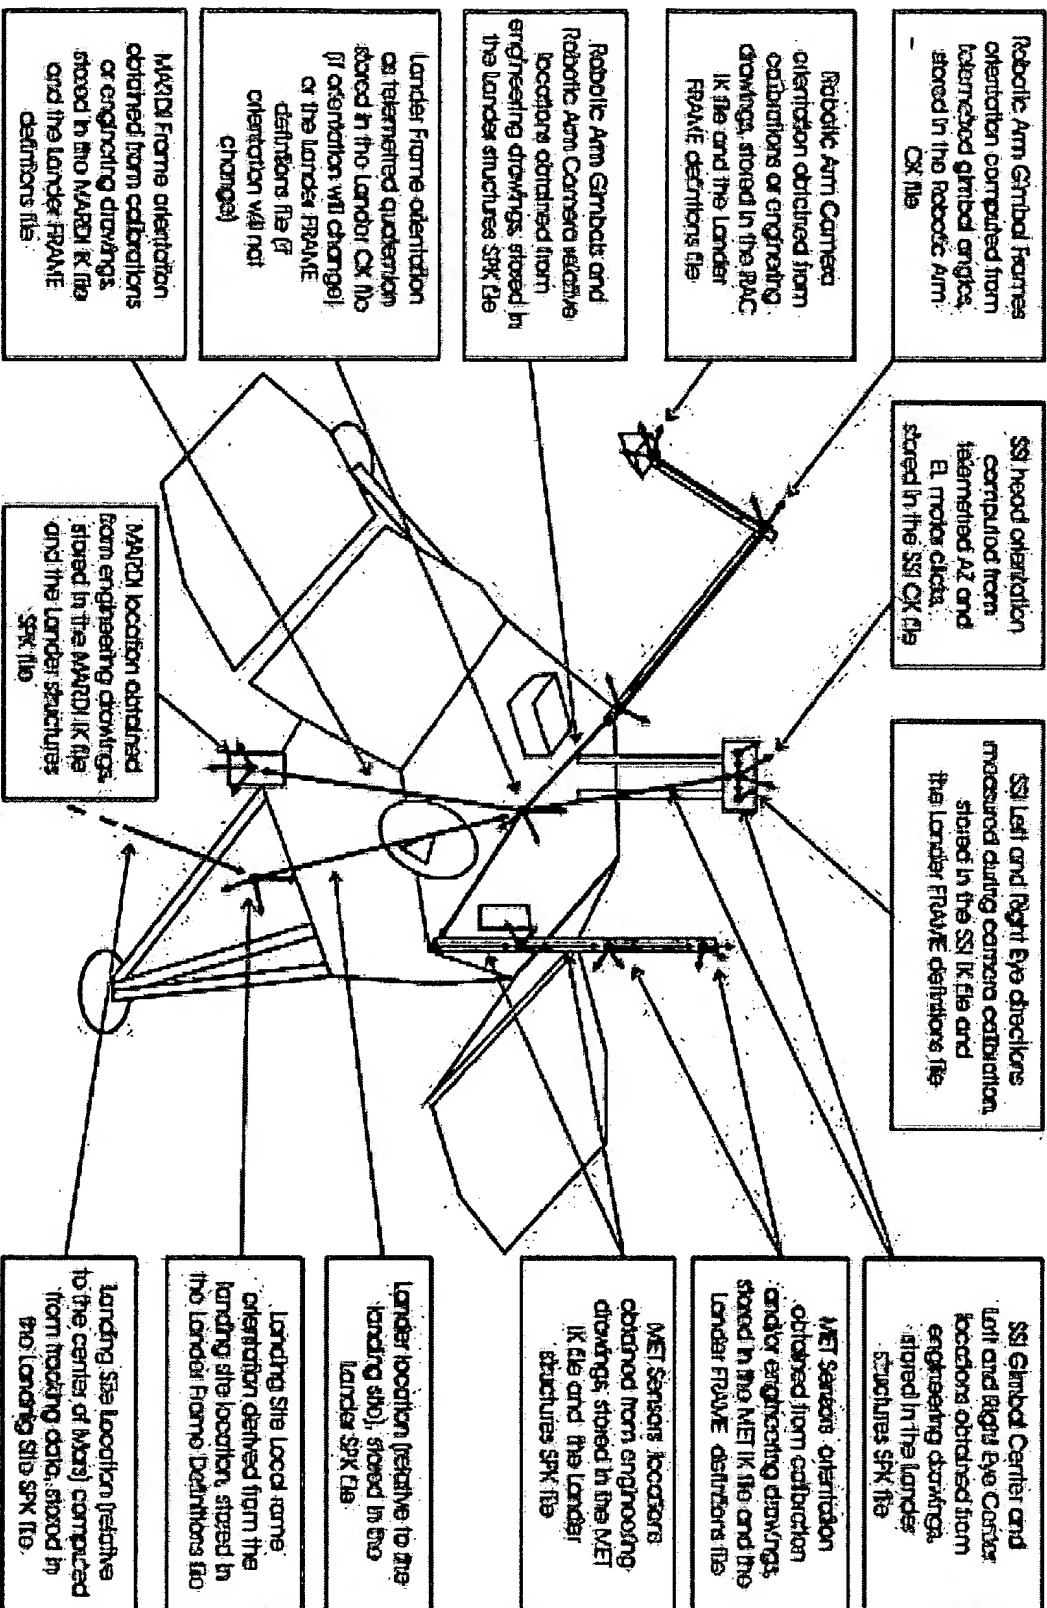 Robotic Arm Gimbal Frames
orientation computed from
telemetred gimbal angles,
stored in the Robotic Arm
CK file
SSI head orientation
computed from
telemetred AZ and
EL motor clicks,
stored in the SSI CK file
SSI Left and Right Eye directions
measured during camera calibration,
stored in the SSI IK file and
the Lander FRAME definitions file
SSI Gimbal Center and
Left and Right Eye Center
locations obtained from
engineering drawings,
stored in the Lander
structures SPK file
Robotic Arm Camera
orientation obtained from
calibrations or engineering
drawings, stored in the RAC
IK file and the Lander
FRAME definitions file
MET Sensors orientation
obtained from calibration
and/or engineering drawings,
stored in the MET IK file and the
Lander FRAME definitions file
Robotic Arm Gimbals and
Robotic Arm Camera relative
locations obtained from
engineering drawings, stored in
the Lander structures SPK file
MET Sensors locations
obtained from engineering
drawings, stored in the MET
IK file and the Lander
structures SPK file
Lander Frame orientation
as telemetred quaternion
stored in the Lander CK file
(if orientation will change)
or the Lander FRAME
definitions file (if
orientation will not
change)
Lander location (relative to the
landing site), stored in the
Lander SPK file
MARDI Frame orientation
obtained from calibrations
or engineering drawings,
stored in the MARDI IK file
and the Lander FRAME
definitions file
MARDI location obtained
from engineering drawings,
stored in the MARDI IK file
and the Lander structures
SPK file
Landing Site Local Frame
orientation derived from the
landing site location, stored in
the Lander Frame Definitions file
Landing Site Location (relative
to the center of Mars) computed
from tracking data, stored in
the Landing Site SPK file.